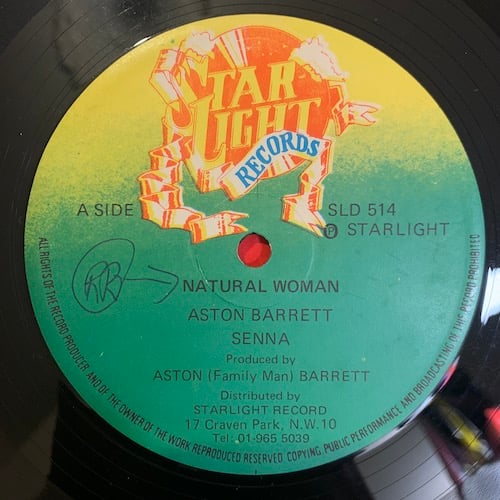 STAR
LIGHT
RECORDS
A SIDE
SLD 514
Ⓟ STARLIGHT
RB
NATURAL WOMAN
ASTON BARRETT
SENNA
Produced by
ASTON (Family Man) BARRETT
Distributed by
STARLIGHT RECORD
17 Craven Park, N.W.10
Tel: 01-965 5039
ALL RIGHTS OF THE RECORD PRODUCER, AND OF THE OWNER OF THE WORK REPRODUCED RESERVED. COPYING PUBLIC PERFORMANCE AND BROADCASTING OF THIS RECORD PROHIBITED